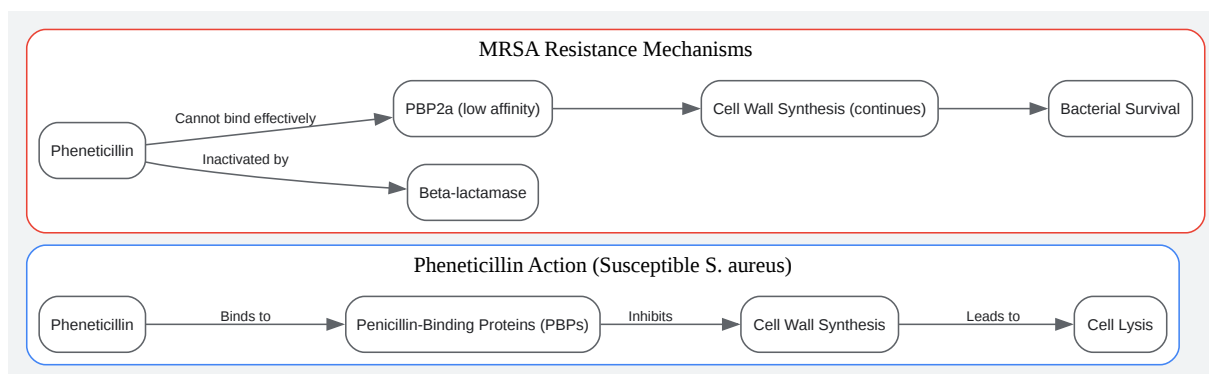 MRSA Resistance Mechanisms
PBP2a (low affinity)
Cell Wall Synthesis (continues)
Bacterial Survival
Cannot bind effectively
Pheneticillin
Inactivated by
Beta-lactamase
Pheneticillin Action (Susceptible S. aureus)
Pheneticillin
Binds to
Penicillin-Binding Proteins (PBPs)
Inhibits
Cell Wall Synthesis
Leads to
Cell Lysis